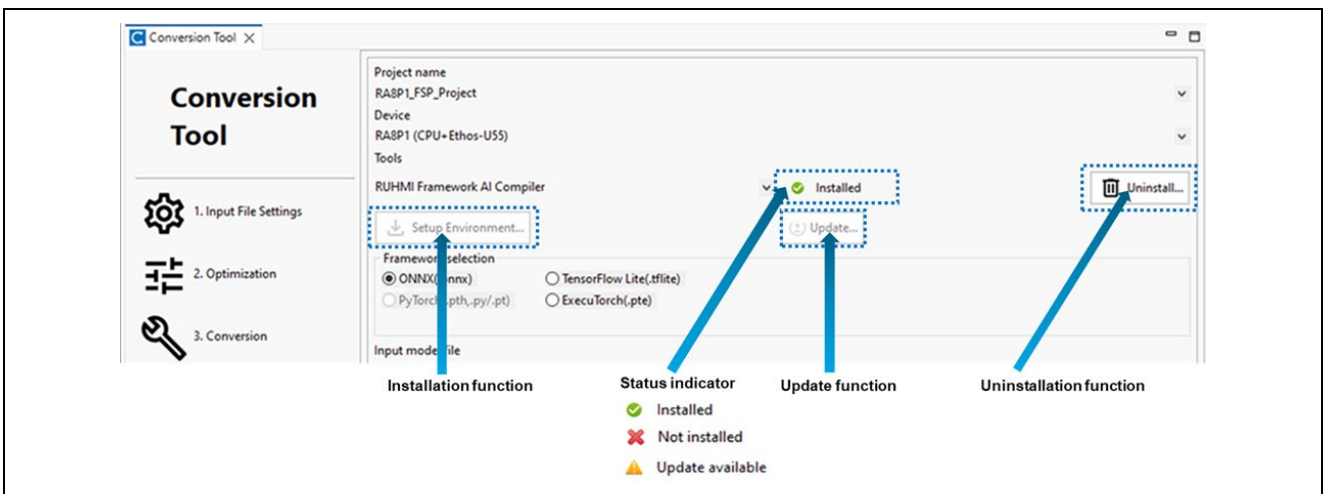 Conversion Tool
Conversion
Tool
1. Input File Settings
2. Optimization
3. Conversion
Project name
RA8P1_FSP_Project
Device
RA8P1 (CPU+Ethos-U55)
Tools
RUHMI Framework AI Compiler
Installed
Uninstall...
Setup Environment...
Update...
Framework selection
ONNX(.onnx)
TensorFlow Lite(.tflite)
PyTorch(.pth,.py/.pt)
ExecuTorch(.pte)
Input model file
Installation function
Status indicator
Update function
Uninstallation function
Installed
Not installed
Update available